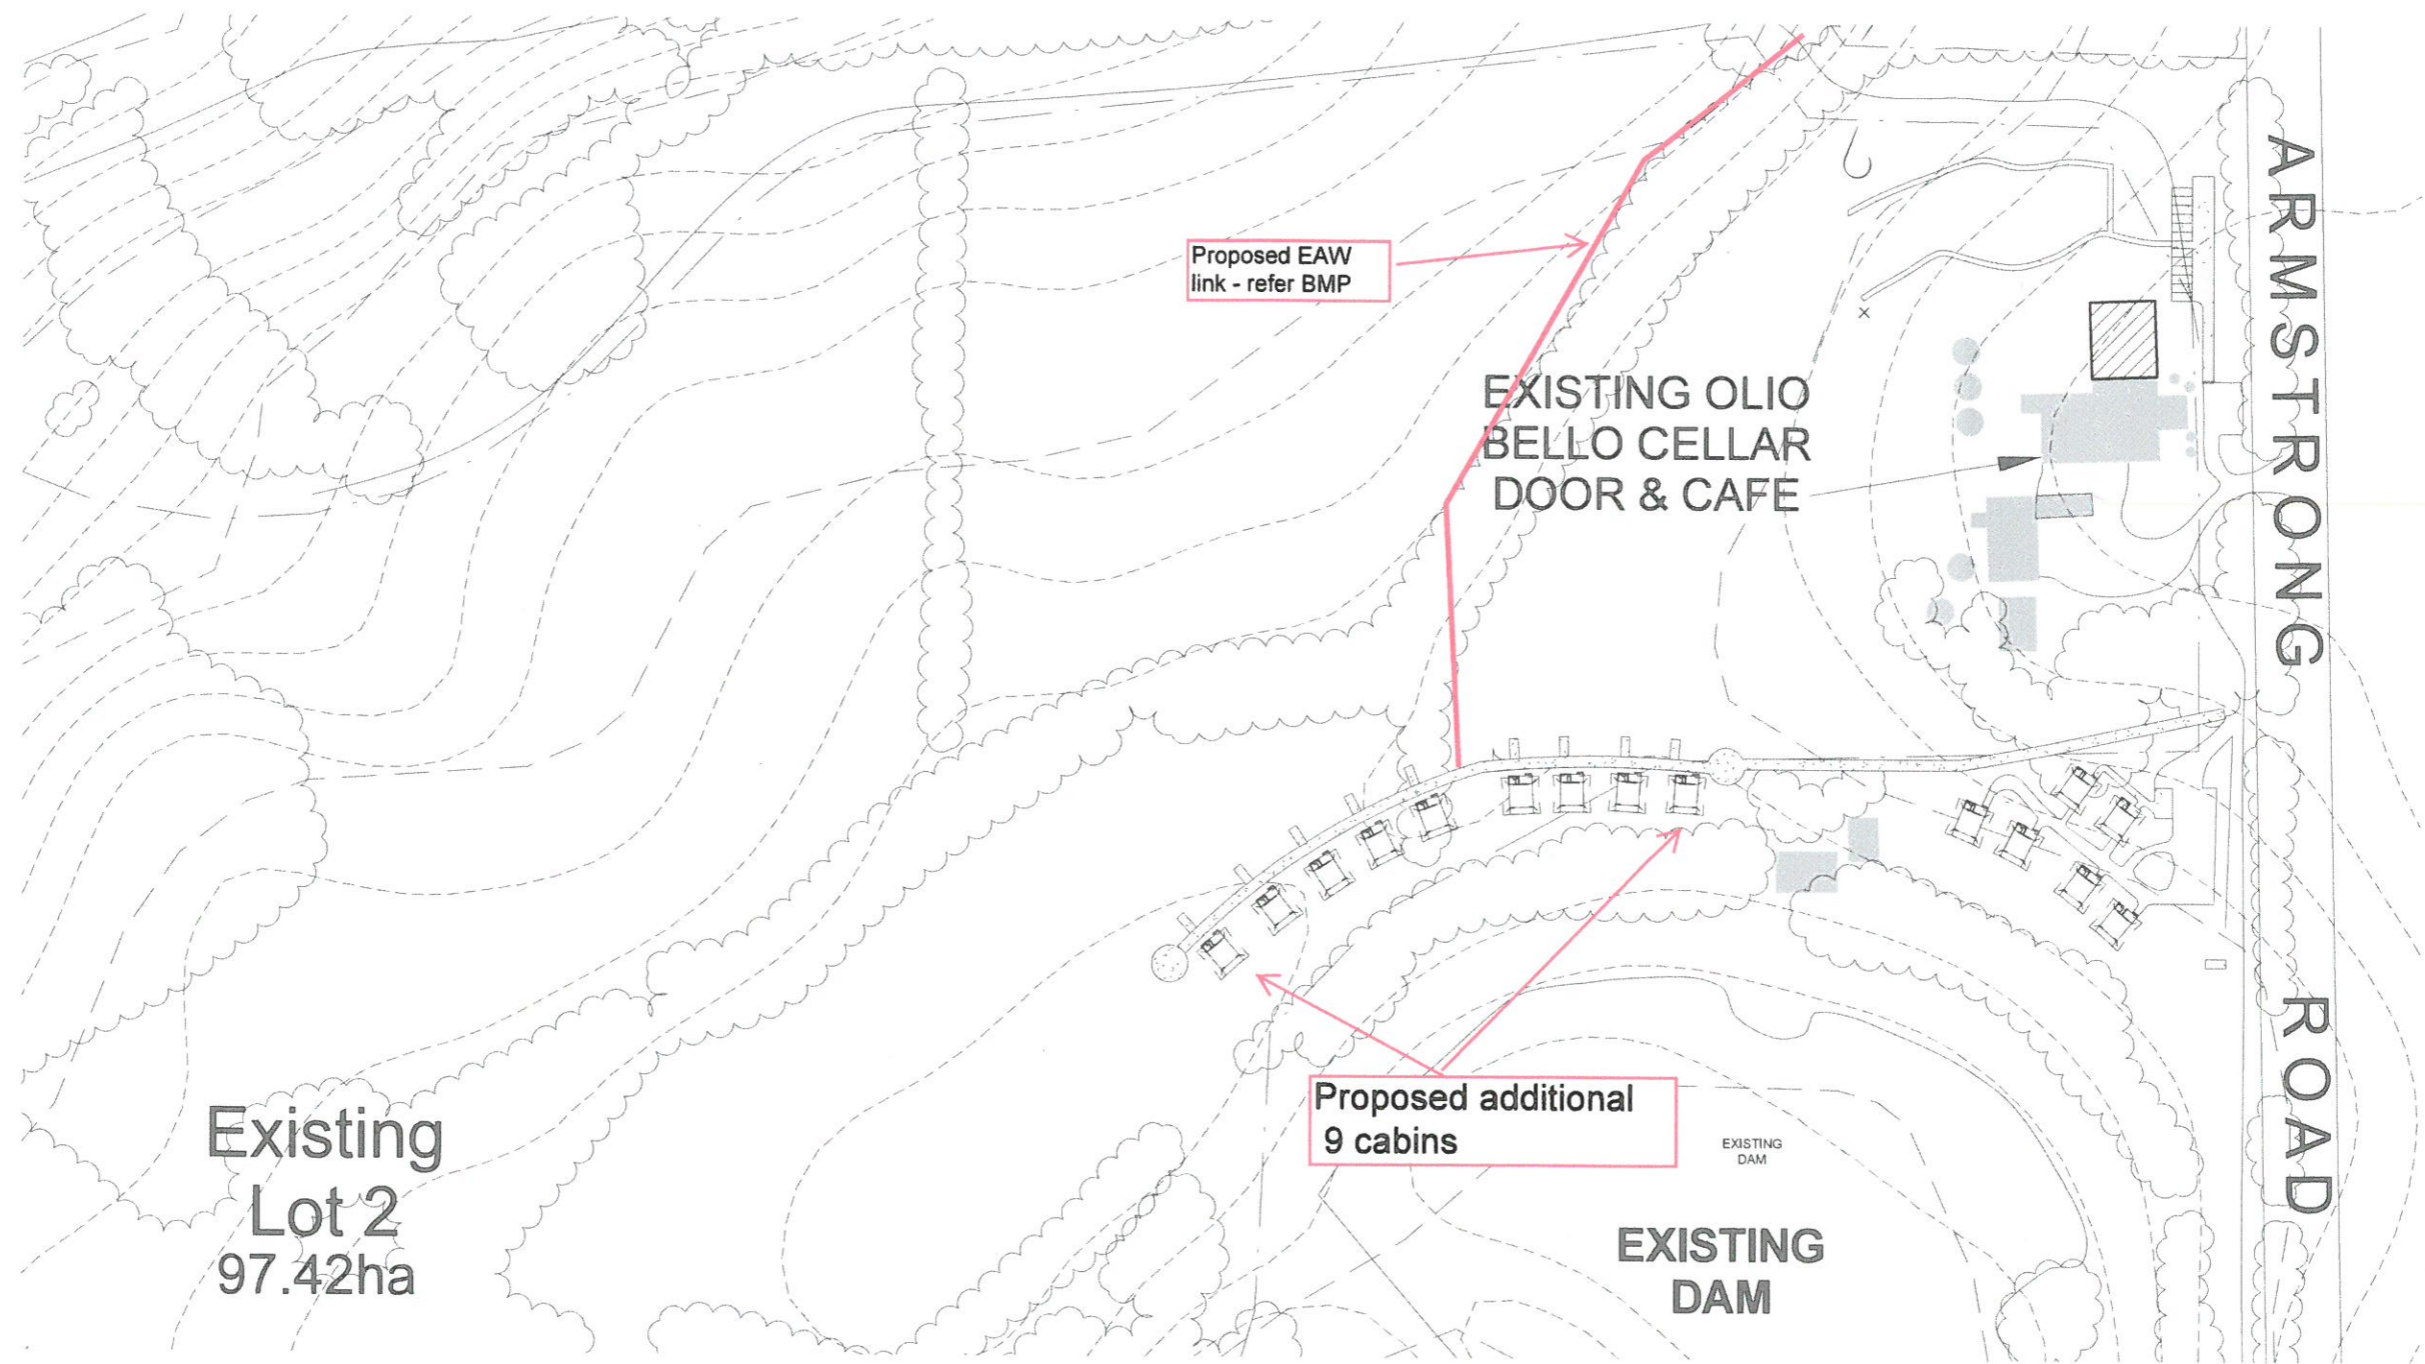 Proposed EAW
link - refer BMP
EXISTING OLIO
BELLO CELLAR
DOOR & CAFE
ARMSTRONG ROAD
Proposed additional
9 cabins
EXISTING
DAM
EXISTING
DAM
Existing
Lot 2
97.42ha